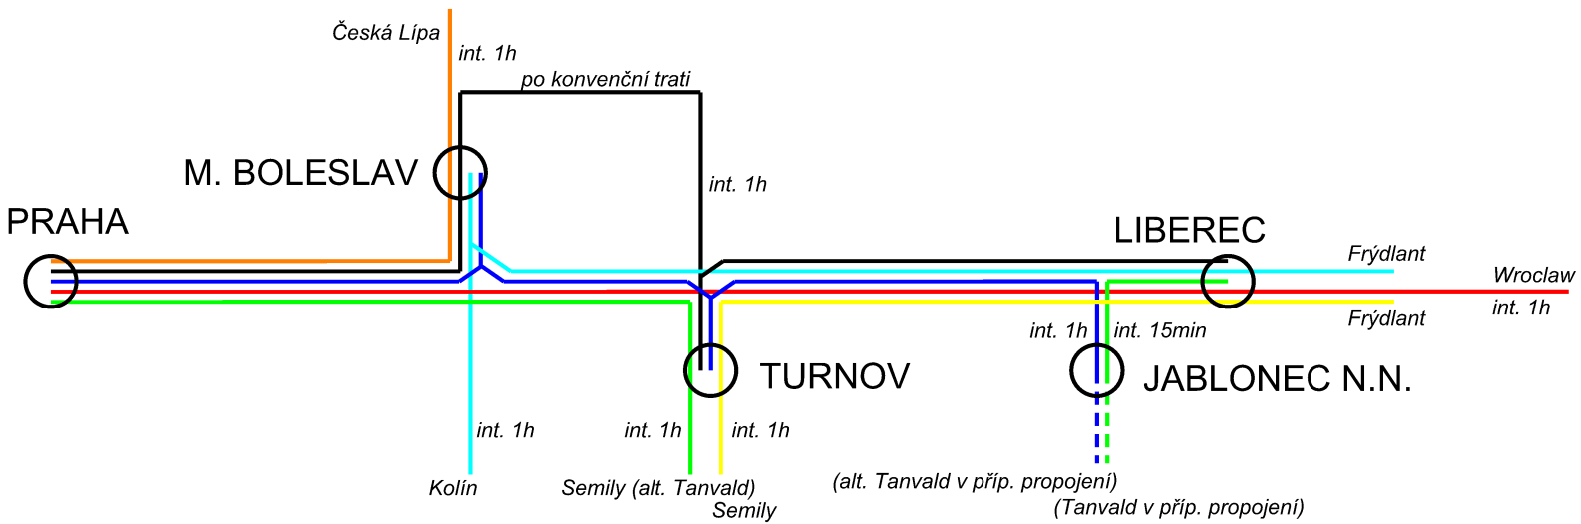 Česká Lípa
int. 1h
po konvenční trati
M. BOLESLAV
int. 1h
PRAHA
LIBEREC
Frýdlant
Wroclaw
int. 1h
Frýdlant
int. 1h
int. 15min
TURNOV
JABLONEC N.N.
int. 1h
int. 1h
int. 1h
Kolín
Semily (alt. Tanvald)
(alt. Tanvald v příp. propojení)
Semily
(Tanvald v příp. propojení)